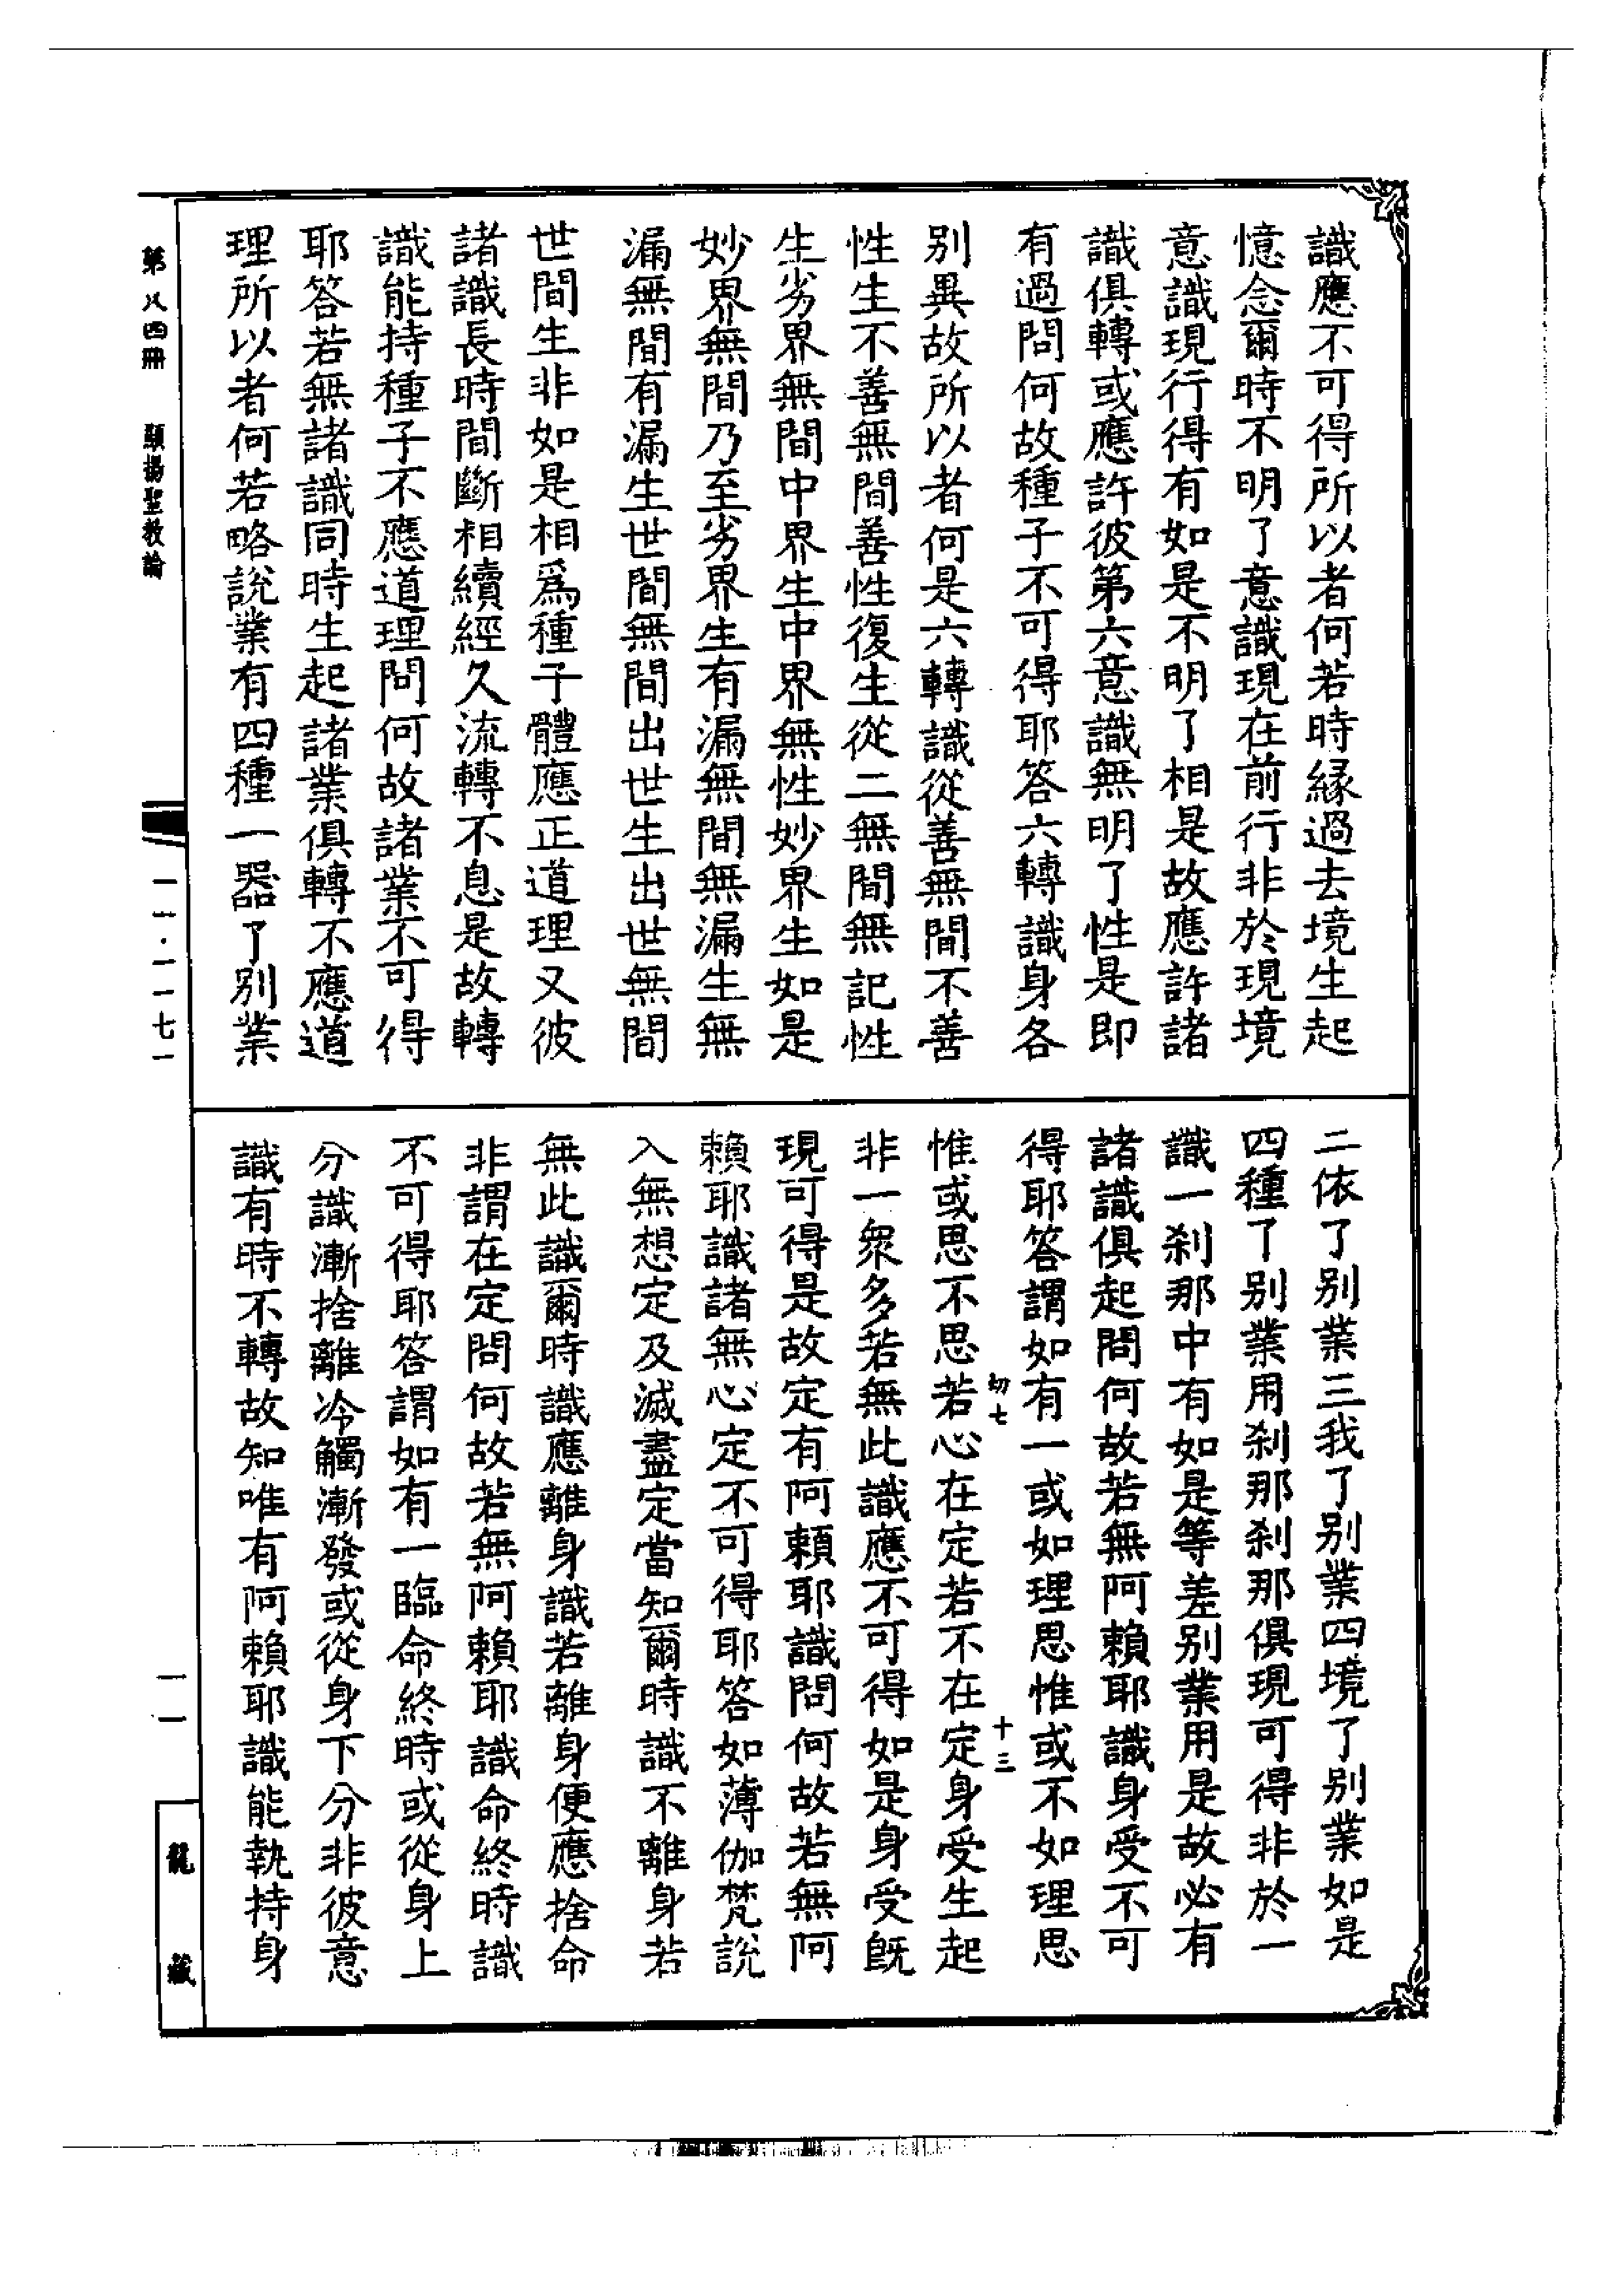 識應不可得所以者何若時緣過去境生起
憶念爾時不明了意識現在前行非於現境
意識現行得有如是不明了相是故應許諸
識俱轉或應許彼第六意識無明了性是即
有過問何故種子不可得耶答六轉識身各
別異故所以者何是六轉識從善無間不善
性生不善無間善性復生從二無間無記性
生劣界無間中界生中界無性妙界生如是
妙界無間乃至劣界生有漏無間無漏生無
漏無間有漏生世間無間出世生出世無間
世間生非如是相爲種子體應正道理又彼
諸識長時間斷相續經久流轉不息是故轉
識能持種子不應道理問何故諸業不可得
耶答若無諸識同時生起諸業俱轉不應道
理所以者何若略說業有四種一器了別業
二依了別業三我了別業四境了別業如是
四種了別業用剎那剎那俱現可得非於一
識一剎那中有如是等差別業用是故必有
諸識俱起問何故若無阿賴耶識身受不可
得耶答謂如有一或如理思惟或不如理思
切七
十三
惟或思不思若心在定若不在定身受生起
非一眾多若無此識應不可得如是身受既
現可得是故定有阿賴耶識問何故若無阿
賴耶識諸無心定不可得耶答如薄伽梵說
入無想定及滅盡定當知爾時識不離身若
無此識爾時識應離身識若離身便應捨命
非謂在定問何故若無阿賴耶識命終時識
不可得耶答謂如有一臨命終時或從身上
分識漸捨離冷觸漸發或從身下分非彼意
識有時不轉故知唯有阿賴耶識能執持身
第八四冊 顯揚聖教論
一一·一一七一
一一
龍藏